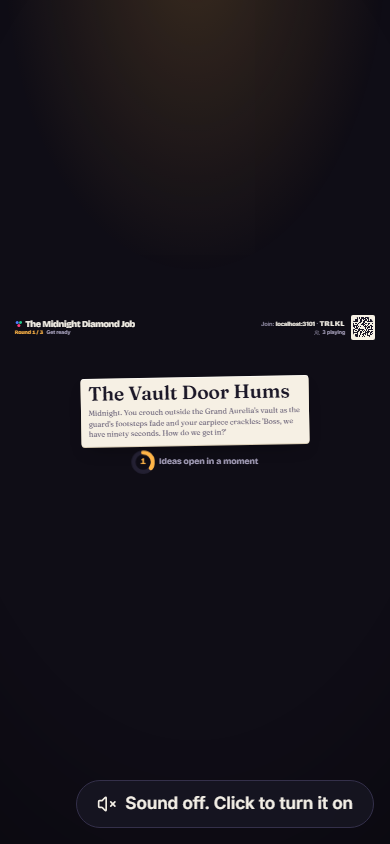 The Midnight Diamond Job
Round 1 / 3 Get ready
Join: localhost:3101 · TRLKL
3 playing
The Vault Door Hums
Midnight. You crouch outside the Grand Aurelia's vault as the
guard's footsteps fade and your earpiece crackles: 'Boss, we
have ninety seconds. How do we get in?'
1 Ideas open in a moment
Sound off. Click to turn it on